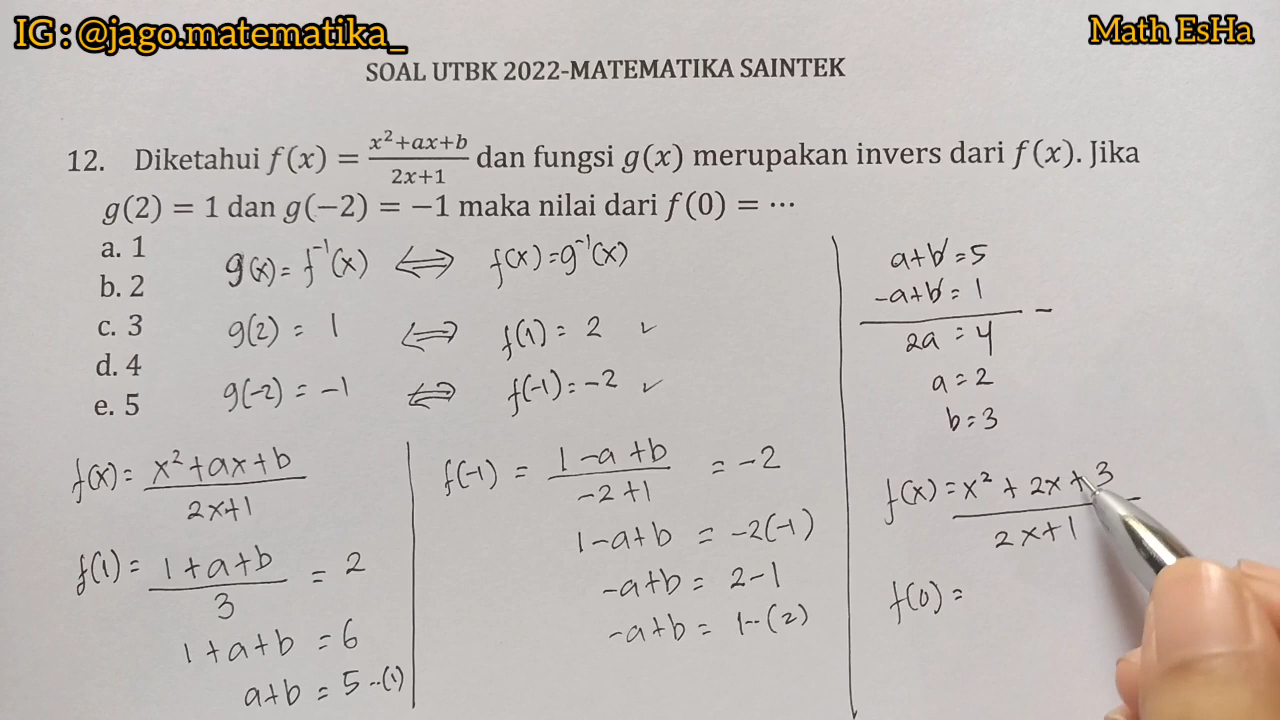 IG : @jago.matematika_
Math EsHa
SOAL UTBK 2022-MATEMATIKA SAINTEK
12. Diketahui f(x) = (x²+ax+b)/(2x+1) dan fungsi g(x) merupakan invers dari f(x). Jika
g(2) = 1 dan g(−2) = −1 maka nilai dari f(0) = ⋯
a. 1
b. 2
c. 3
d. 4
e. 5
g(x) = f⁻¹(x) ⟺ f(x) = g⁻¹(x)
g(2) = 1 ⟺ f(1) = 2 ✓
g(-2) = -1 ⟺ f(-1) = -2 ✓
f(x) = (x²+ax+b)/(2x+1)
f(1) = (1+a+b)/3 = 2
1+a+b = 6
a+b = 5 --(1)
f(-1) = (1-a+b)/(-2+1) = -2
1-a+b = -2(-1)
-a+b = 2-1
-a+b = 1--(2)
a+b = 5
-a+b = 1
−
2a = 4
a = 2
b = 3
f(x) = (x² + 2x + 3)/(2x+1)
f(0) =